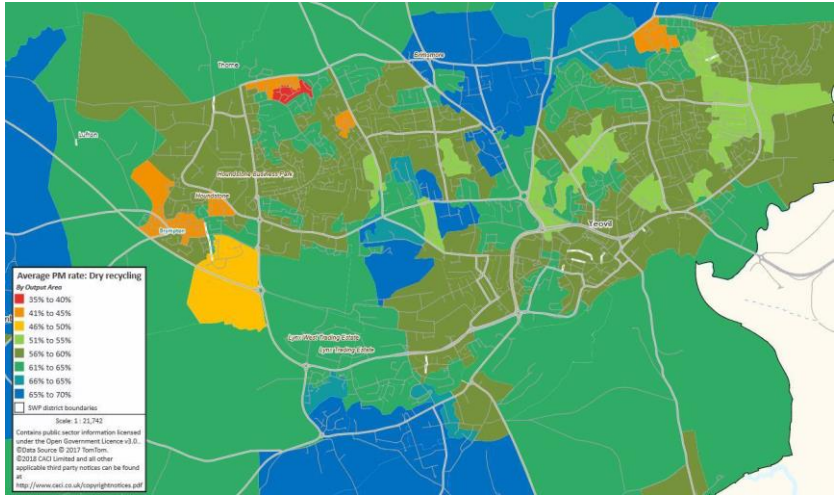 Thorne
Ermomore
Lufton
Houndstone Business Park
Houndstone
Brympton
Yeovil
Lynx West Trading Estate
Lynx Trading Estate
Average PM rate: Dry recycling
By Output Area
35% to 40%
41% to 45%
46% to 50%
51% to 55%
56% to 60%
61% to 65%
66% to 65%
65% to 70%
SWP district boundaries
Scale: 1 : 21,742
Contains public sector information licensed
under the Open Government Licence v3.0.
©Data Source © 2017 TomTom.
©2018 CACI Limited and all other
applicable third party notices can be found
at
http://www.caci.co.uk/copyrightnotices.pdf